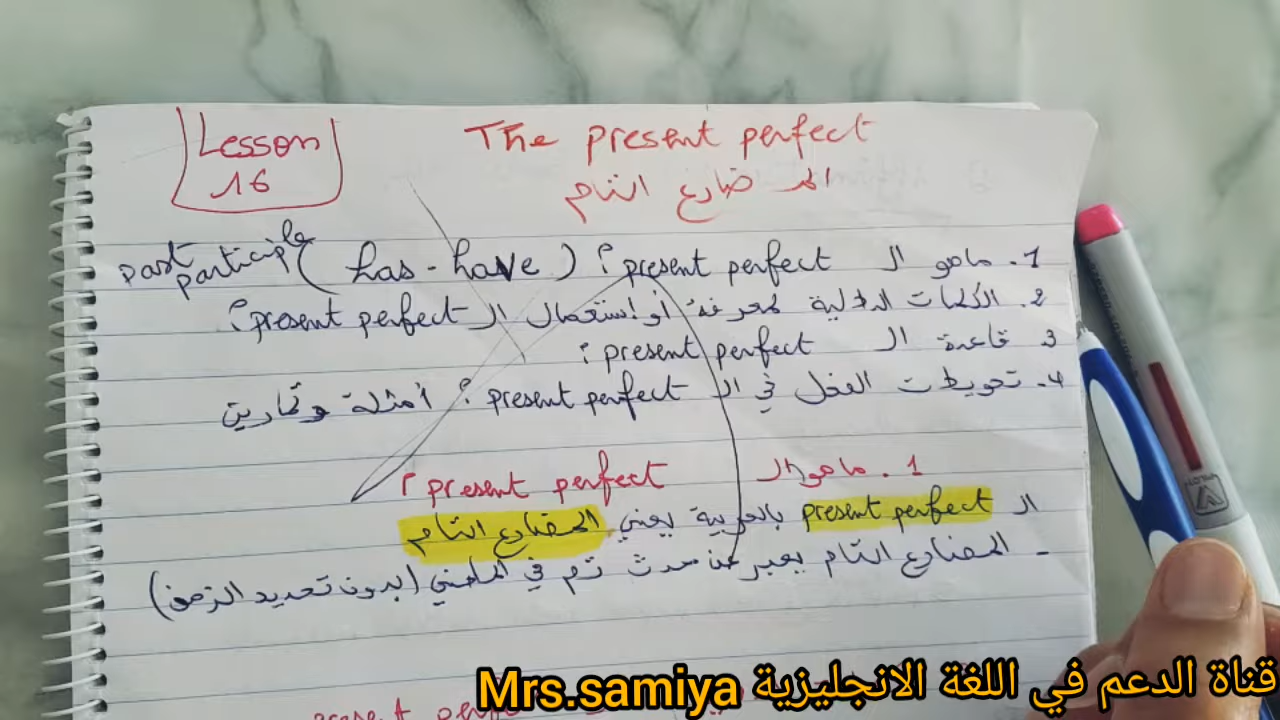 Lesson
16
The present perfect
المضارع التام
1. ماهو الـ present perfect ؟ (has - have) past participle
2. الكلمات الدالية لمعرفة أو إستعمال الـ present perfect؟
3. قاعدة الـ present perfect ؟
4. تحويطات الفعل في الـ present perfect ؟ أمثلة وتمارين
1. ماهو الـ present perfect ؟
الـ present perfect بالعربية يعني المضارع التام
- المضارع التام يعبر عن حدث تم في الماضي (بدون تحديد الزمن)
قناة الدعم في اللغة الانجليزية Mrs.samiya